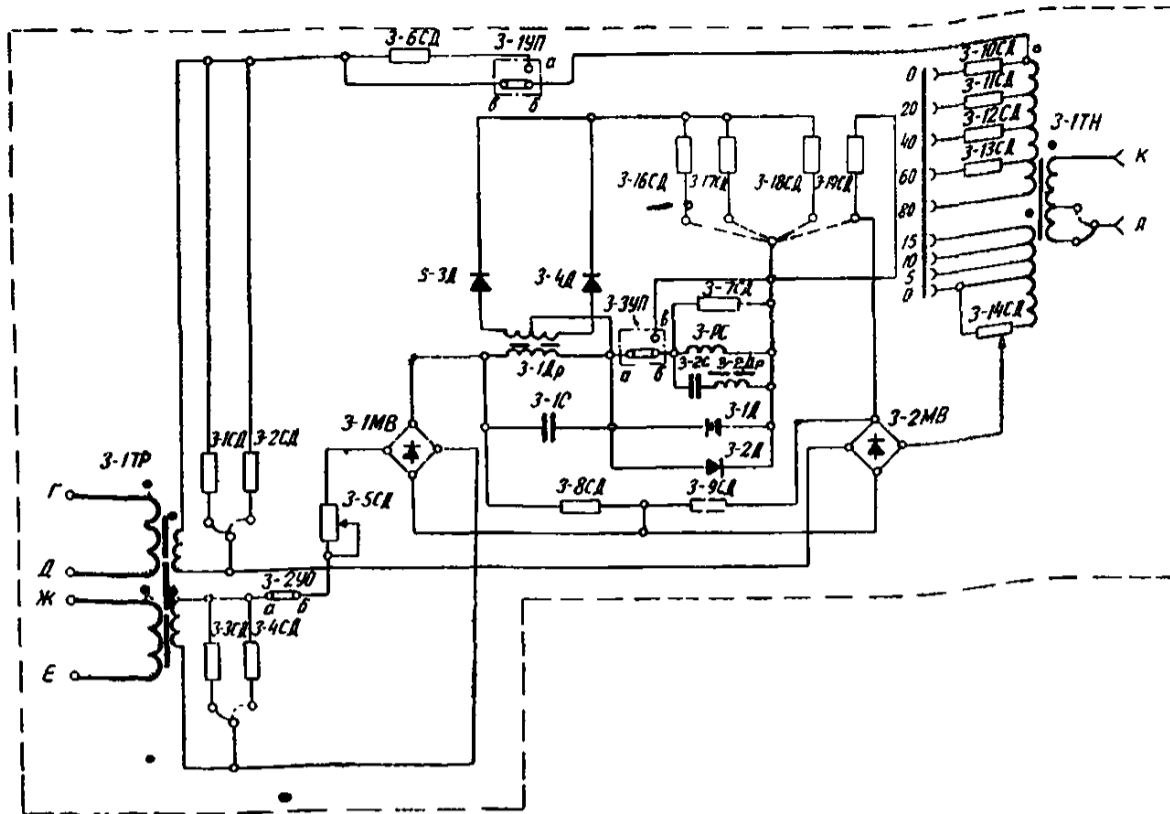 3-6СД
3-1УП
а
в
б
3-10СД
3-11СД
3-12СД
3-13СД
0
20
40
60
80
15
10
5
0
3-1ТН
К
Д
3-16СД
3-17СД
3-18СД
3-19СД
3-14СД
S-3Д
3-4Д
3-3УП
в
а
б
3-7СД
3-РС
3-2С
3-2Др
3-1Др
3-1С
3-1Д
3-2Д
3-1МВ
3-2МВ
3-8СД
3-9СД
3-1ТР
3-1СД
3-2СД
3-5СД
Г
Д
Ж
Е
3-2УП
а
б
3-3СД
3-4СД